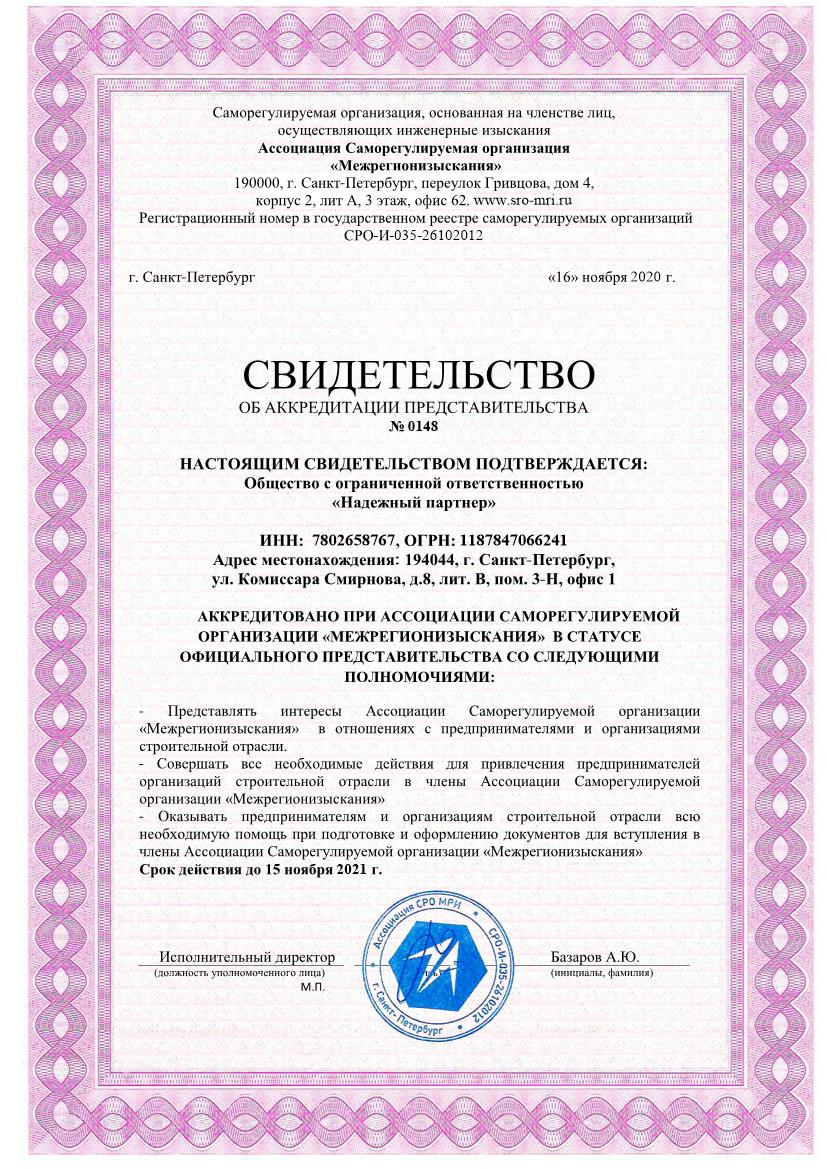 Саморегулируемая организация, основанная на членстве лиц,
осуществляющих инженерные изыскания
Ассоциация Саморегулируемая организация
«Межрегионизыскания»
190000, г. Санкт-Петербург, переулок Гривцова, дом 4,
корпус 2, лит А, 3 этаж, офис 62, www.sro-mri.ru
Регистрационный номер в государственном реестре саморегулируемых организаций
СРО-И-035-26102012
г. Санкт-Петербург «16» ноября 2020 г.
СВИДЕТЕЛЬСТВО
ОБ АККРЕДИТАЦИИ ПРЕДСТАВИТЕЛЬСТВА
№ 0148
НАСТОЯЩИМ СВИДЕТЕЛЬСТВОМ ПОДТВЕРЖДАЕТСЯ:
Общество с ограниченной ответственностью
«Надежный партнер»
ИНН: 7802658767, ОГРН: 1187847066241
Адрес местонахождения: 194044, г. Санкт-Петербург,
ул. Комиссара Смирнова, д.8, лит. В, пом. 3-Н, офис 1
АККРЕДИТОВАНО ПРИ АССОЦИАЦИИ САМОРЕГУЛИРУЕМОЙ
ОРГАНИЗАЦИИ «МЕЖРЕГИОНИЗЫСКАНИЯ» В СТАТУСЕ
ОФИЦИАЛЬНОГО ПРЕДСТАВИТЕЛЬСТВА СО СЛЕДУЮЩИМИ
ПОЛНОМОЧИЯМИ:
- Представлять интересы Ассоциации Саморегулируемой организации
«Межрегионизыскания» в отношениях с предпринимателями и организациями
строительной отрасли.
- Совершать все необходимые действия для привлечения предпринимателей
организаций строительной отрасли в члены Ассоциации Саморегулируемой
организации «Межрегионизыскания»
- Оказывать предпринимателям и организациям строительной отрасли всю
необходимую помощь при подготовке и оформлению документов для вступления в
члены Ассоциации Саморегулируемой организации «Межрегионизыскания»
Срок действия до 15 ноября 2021 г.
Ассоциация СРО МРИ
СРО-И-035-26102012
г. Санкт-Петербург
Исполнительный директор Базаров А.Ю.
(должность уполномоченного лица) (инициалы, фамилия)
М.П.